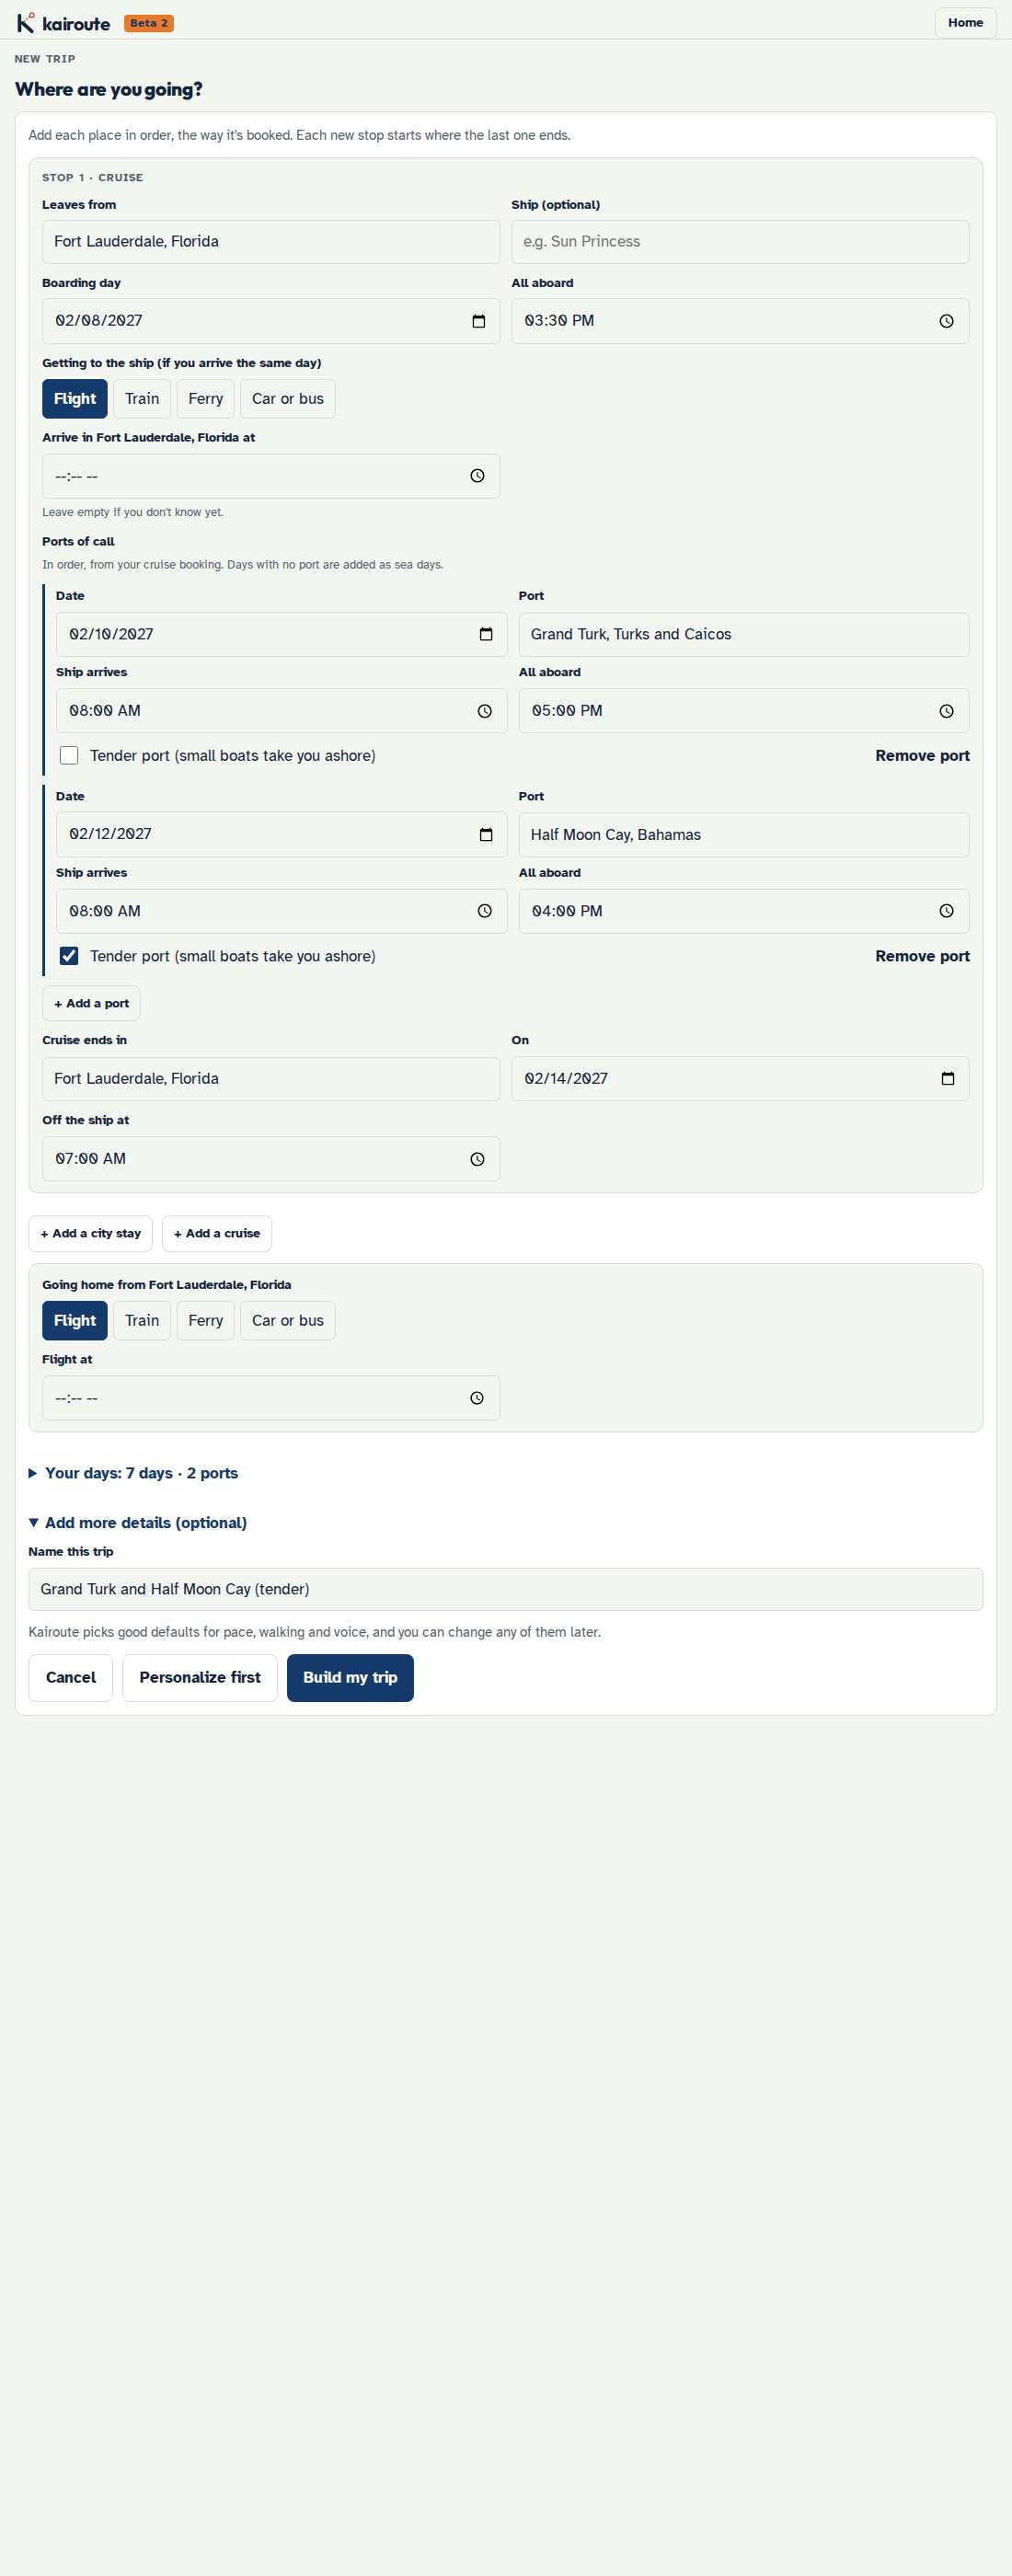 kairoute Beta 2 Home
NEW TRIP
Where are you going?
Add each place in order, the way it's booked. Each new stop starts where the last one ends.
STOP 1 · CRUISE
Leaves from Ship (optional)
Fort Lauderdale, Florida e.g. Sun Princess
Boarding day All aboard
02/08/2027 03:30 PM
Getting to the ship (if you arrive the same day)
Flight Train Ferry Car or bus
Arrive in Fort Lauderdale, Florida at
--:-- --
Leave empty if you don't know yet.
Ports of call
In order, from your cruise booking. Days with no port are added as sea days.
Date Port
02/10/2027 Grand Turk, Turks and Caicos
Ship arrives All aboard
08:00 AM 05:00 PM
Tender port (small boats take you ashore) Remove port
Date Port
02/12/2027 Half Moon Cay, Bahamas
Ship arrives All aboard
08:00 AM 04:00 PM
Tender port (small boats take you ashore) Remove port
+ Add a port
Cruise ends in On
Fort Lauderdale, Florida 02/14/2027
Off the ship at
07:00 AM
+ Add a city stay + Add a cruise
Going home from Fort Lauderdale, Florida
Flight Train Ferry Car or bus
Flight at
--:-- --
Your days: 7 days · 2 ports
Add more details (optional)
Name this trip
Grand Turk and Half Moon Cay (tender)
Kairoute picks good defaults for pace, walking and voice, and you can change any of them later.
Cancel Personalize first Build my trip